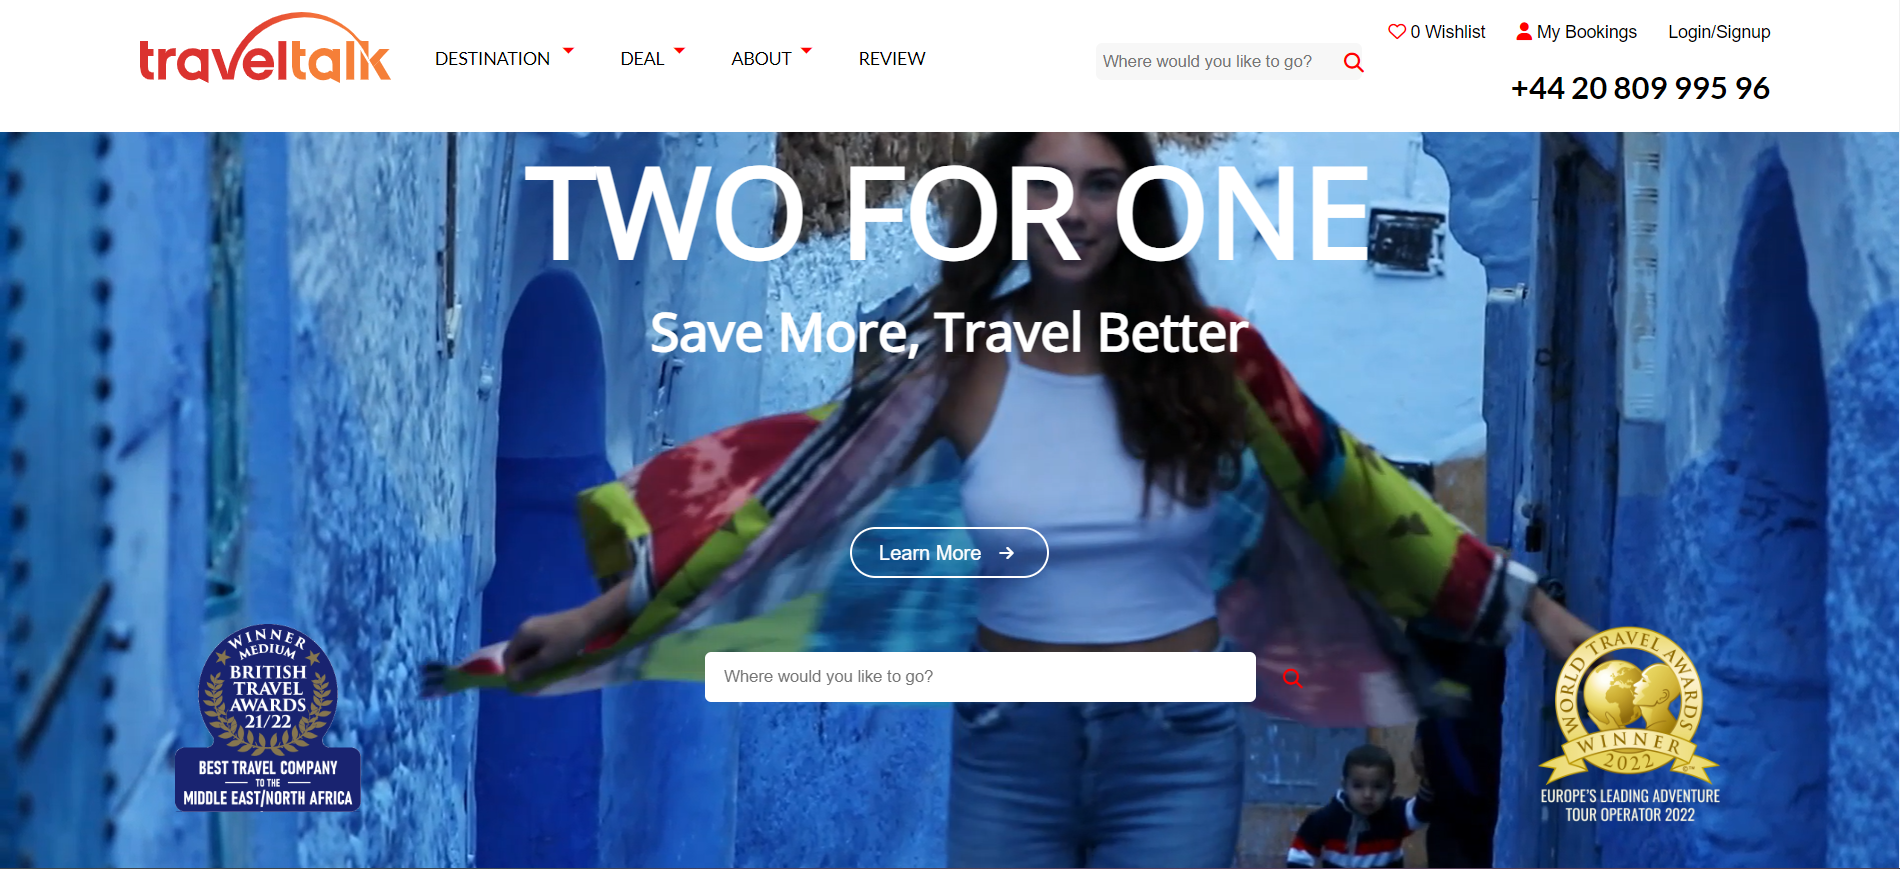 traveltalk
DESTINATION
DEAL
ABOUT
REVIEW
Where would you like to go?
0 Wishlist
My Bookings
Login/Signup
+44 20 809 995 96
TWO FOR ONE
Save More, Travel Better
Learn More
Where would you like to go?
WINNER
MEDIUM
BRITISH
TRAVEL
AWARDS
21/22
BEST TRAVEL COMPANY
TO THE
MIDDLE EAST/NORTH AFRICA
WORLD TRAVEL AWARDS
WINNER
2022
EUROPE'S LEADING ADVENTURE
TOUR OPERATOR 2022